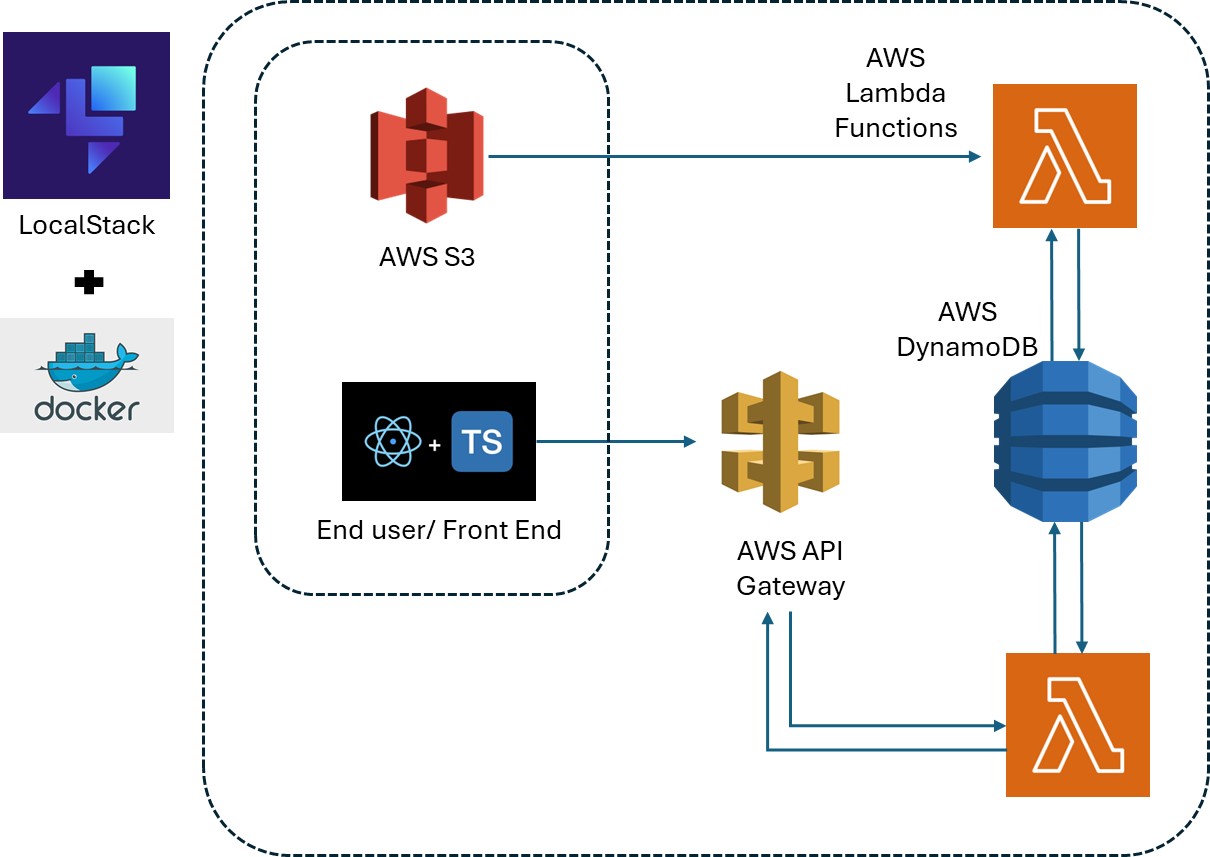 LocalStack
docker
AWS S3
+ TS
End user/ Front End
AWS
Lambda
Functions
AWS
DynamoDB
AWS API
Gateway